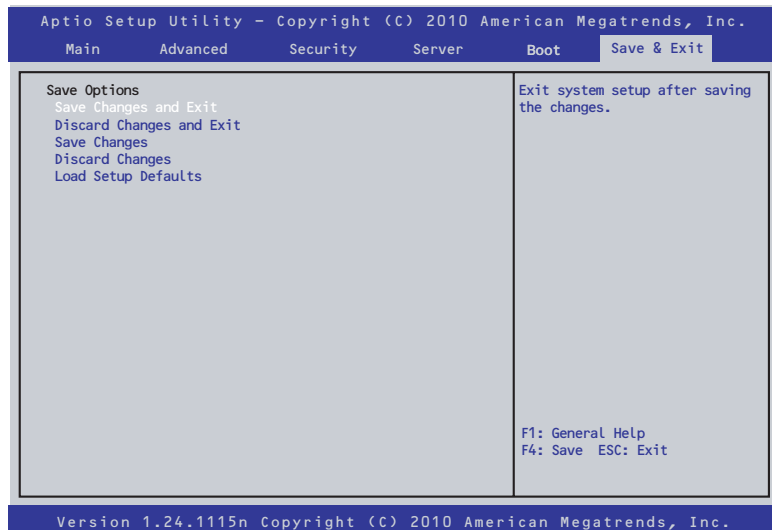 Aptio Setup Utility – Copyright (C) 2010 American Megatrends, Inc.
Main Advanced Security Server Boot Save & Exit
Save Options
Save Changes and Exit
Discard Changes and Exit
Save Changes
Discard Changes
Load Setup Defaults
Exit system setup after saving
the changes.
F1: General Help
F4: Save ESC: Exit
Version 1.24.1115n Copyright (C) 2010 American Megatrends, Inc.